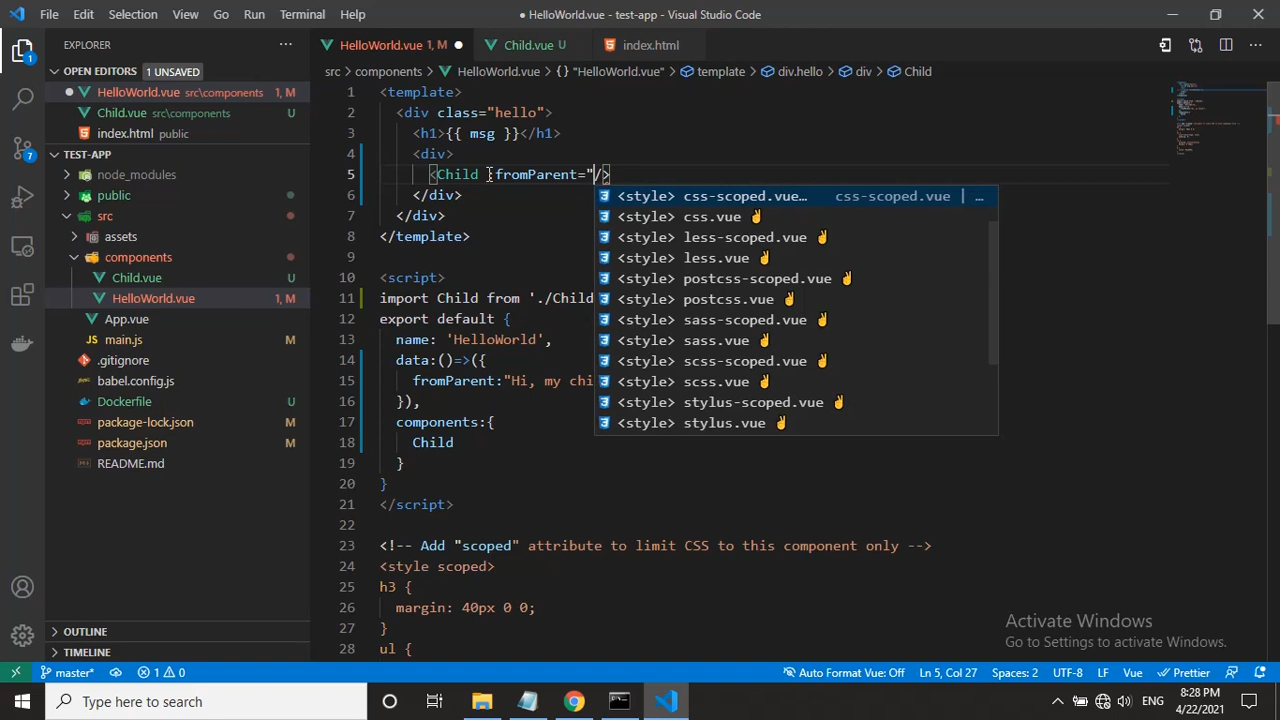 File Edit Selection View Go Run Terminal Help
● HelloWorld.vue - test-app - Visual Studio Code
EXPLORER
OPEN EDITORS 1 UNSAVED
HelloWorld.vue src\components 1, M
Child.vue src\components U
index.html public
TEST-APP
node_modules
public
src
assets
components
Child.vue U
HelloWorld.vue 1, M
App.vue
main.js M
.gitignore
babel.config.js
Dockerfile U
package-lock.json M
package.json M
README.md
OUTLINE
TIMELINE
HelloWorld.vue 1, M ●
Child.vue U
index.html
src > components > HelloWorld.vue > {} "HelloWorld.vue" > template > div.hello > div > Child
1 <template>
2 <div class="hello">
3 <h1>{{ msg }}</h1>
4 <div>
5 <Child :fromParent="/>
6 </div>
7 </div>
8 </template>
9
10 <script>
11 import Child from './Child
12 export default {
13 name: 'HelloWorld',
14 data:()=>({
15 fromParent:"Hi, my chi
16 }),
17 components:{
18 Child
19 }
20 }
21 </script>
22
23 <!-- Add "scoped" attribute to limit CSS to this component only -->
24 <style scoped>
25 h3 {
26 margin: 40px 0 0;
27 }
28 ul {
<style> css-scoped.vue… css-scoped.vue | …
<style> css.vue ✌
<style> less-scoped.vue ✌
<style> less.vue ✌
<style> postcss-scoped.vue ✌
<style> postcss.vue ✌
<style> sass-scoped.vue ✌
<style> sass.vue ✌
<style> scss-scoped.vue ✌
<style> scss.vue ✌
<style> stylus-scoped.vue ✌
<style> stylus.vue ✌
Activate Windows
Go to Settings to activate Windows.
1
7
master* 1 0
Auto Format Vue: Off Ln 5, Col 27 Spaces: 2 UTF-8 LF Vue Prettier
Type here to search
ENG
8:28 PM
4/22/2021